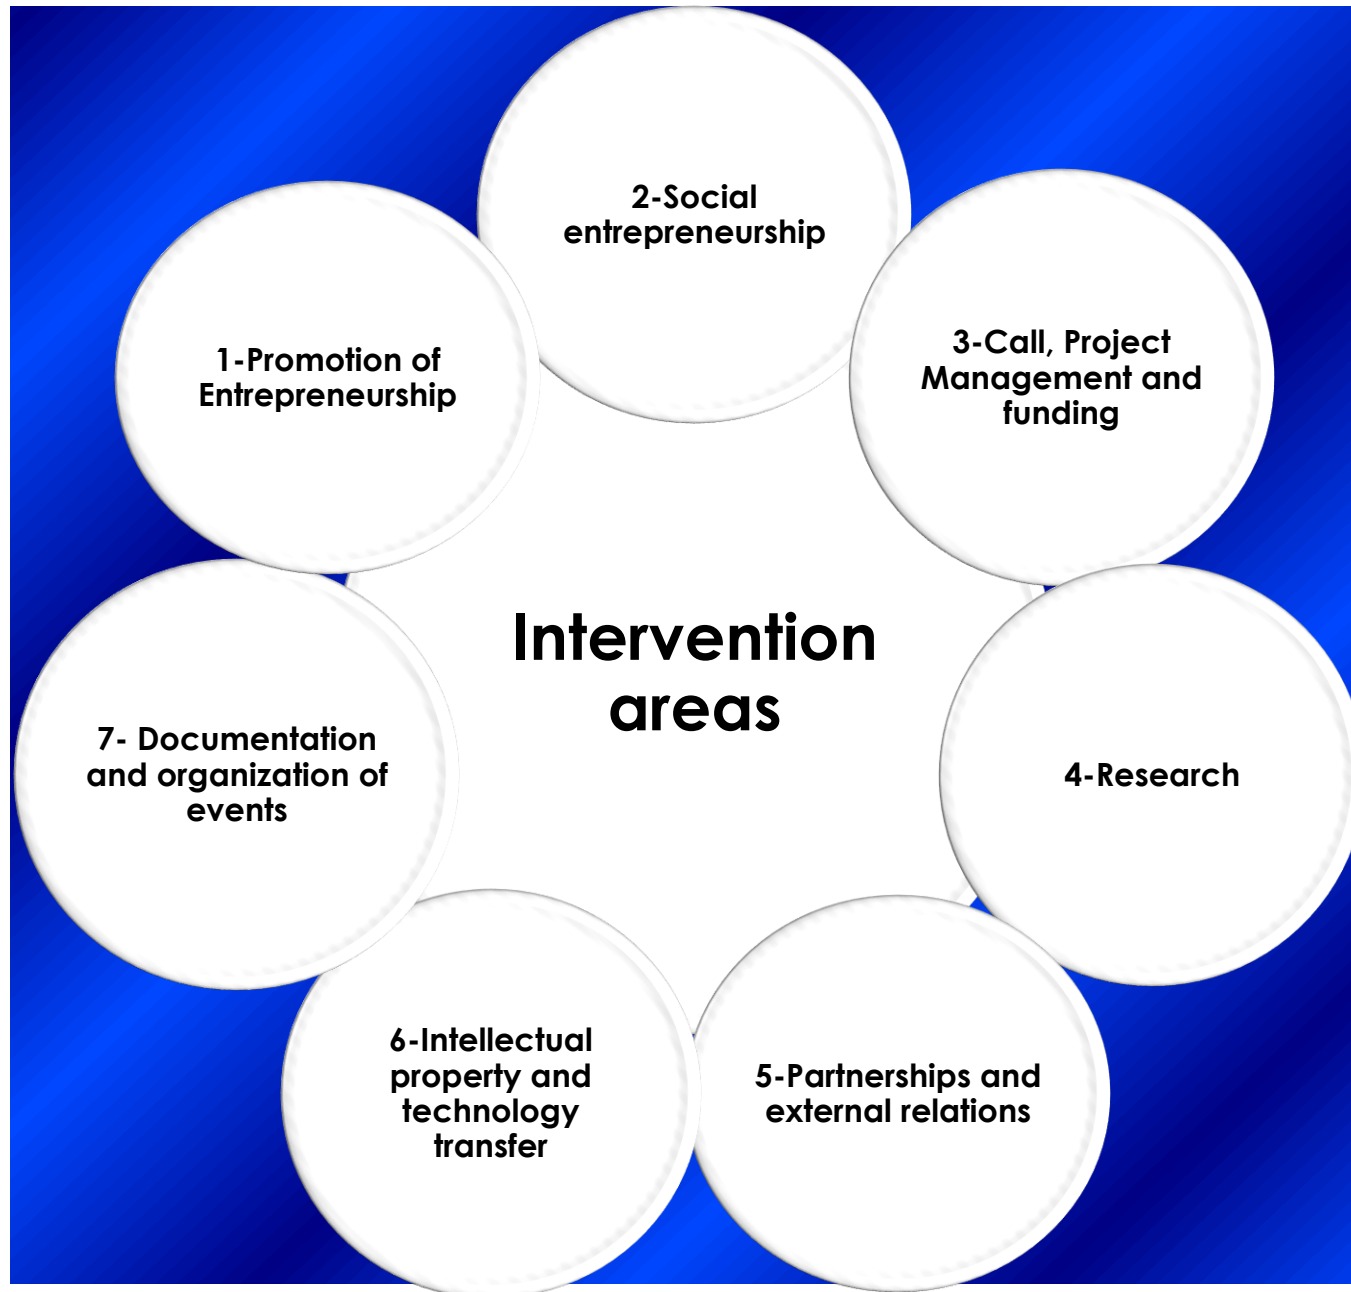 2-Social
entrepreneurship
1-Promotion of
Entrepreneurship
3-Call, Project
Management and
funding
Intervention
areas
7- Documentation
and organization of
events
4-Research
6-Intellectual
property and
technology
transfer
5-Partnerships and
external relations